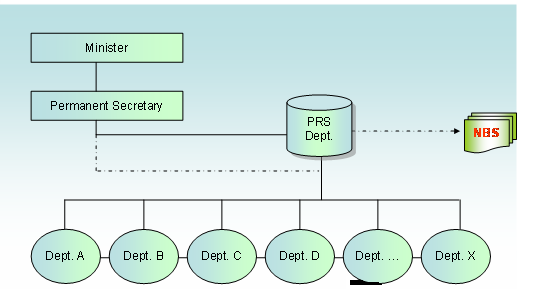 Minister
Permanent Secretary
PRS
Dept.
NBS
Dept. A
Dept. B
Dept. C
Dept. D
Dept. ...
Dept. X